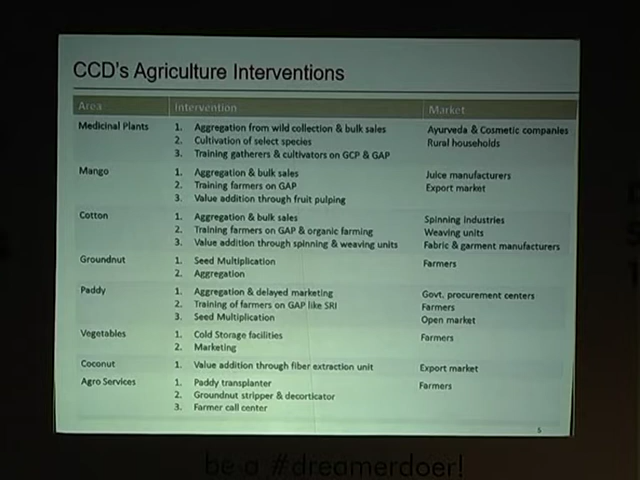 CCD's Agriculture Interventions
Area Intervention Market
Medicinal Plants 1. Aggregation from wild collection & bulk sales Ayurveda & Cosmetic companies
2. Cultivation of select species Rural households
3. Training gatherers & cultivators on GCP & GAP
Mango 1. Aggregation & bulk sales Juice manufacturers
2. Training farmers on GAP Export market
3. Value addition through fruit pulping
Cotton 1. Aggregation & bulk sales Spinning Industries
2. Training farmers on GAP & organic farming Weaving units
3. Value addition through spinning & weaving units Fabric & garment manufacturers
Groundnut 1. Seed Multiplication Farmers
2. Aggregation
Paddy 1. Aggregation & delayed marketing Govt. procurement centers
2. Training of farmers on GAP like SRI Farmers
3. Seed Multiplication Open market
Vegetables 1. Cold Storage facilities Farmers
2. Marketing
Coconut 1. Value addition through fiber extraction unit Export market
Agro Services 1. Paddy transplanter Farmers
2. Groundnut stripper & decorticator
3. Farmer call center
5
be a #dreamerdoer!